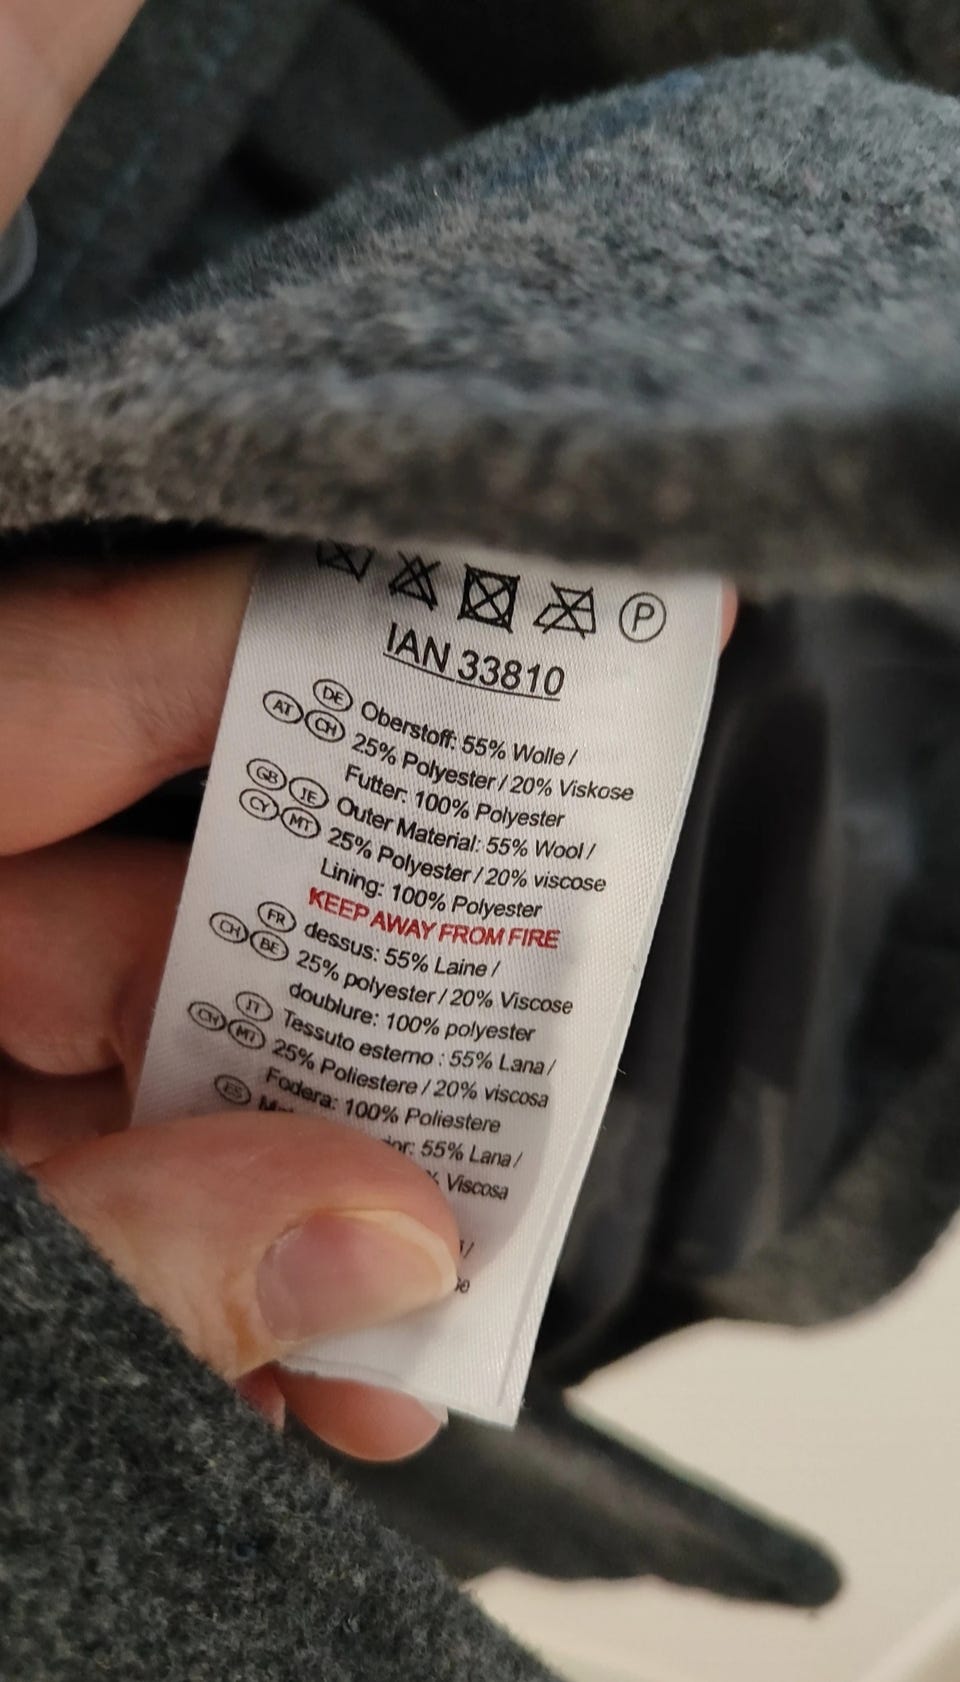 P
IAN 33810
DE Oberstoff: 55% Wolle /
AT CH 25% Polyester / 20% Viskose
Futter: 100% Polyester
GB IE Outer Material: 55% Wool /
CY MT 25% Polyester / 20% viscose
Lining: 100% Polyester
KEEP AWAY FROM FIRE
FR dessus: 55% Laine /
CH BE 25% polyester / 20% Viscose
doublure: 100% polyester
IT Tessuto esterno : 55% Lana /
CH MT 25% Poliestere / 20% viscosa
Fodera: 100% Poliestere
ES 55% Lana /
Viscosa